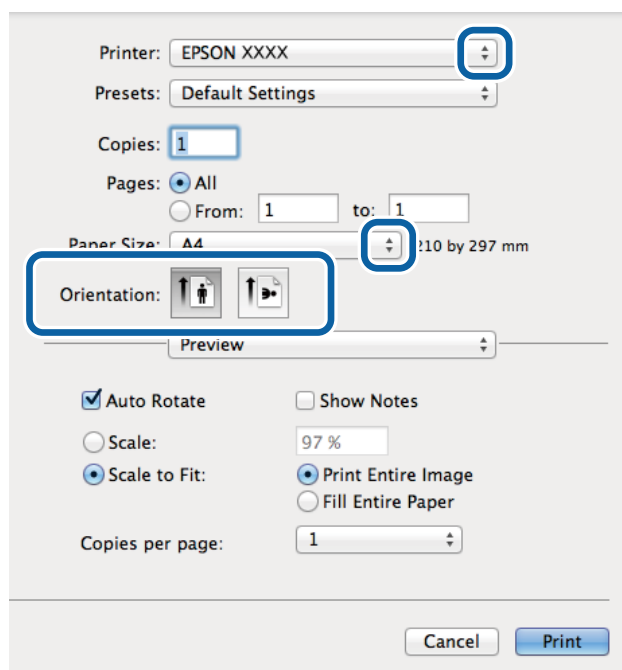 Printer: EPSON XXXX
Presets: Default Settings
Copies: 1
Pages: All
From: 1 to: 1
Paper Size: A4 210 by 297 mm
Orientation:
Preview
Auto Rotate Show Notes
Scale: 97 %
Scale to Fit: Print Entire Image
Fill Entire Paper
Copies per page: 1
Cancel Print